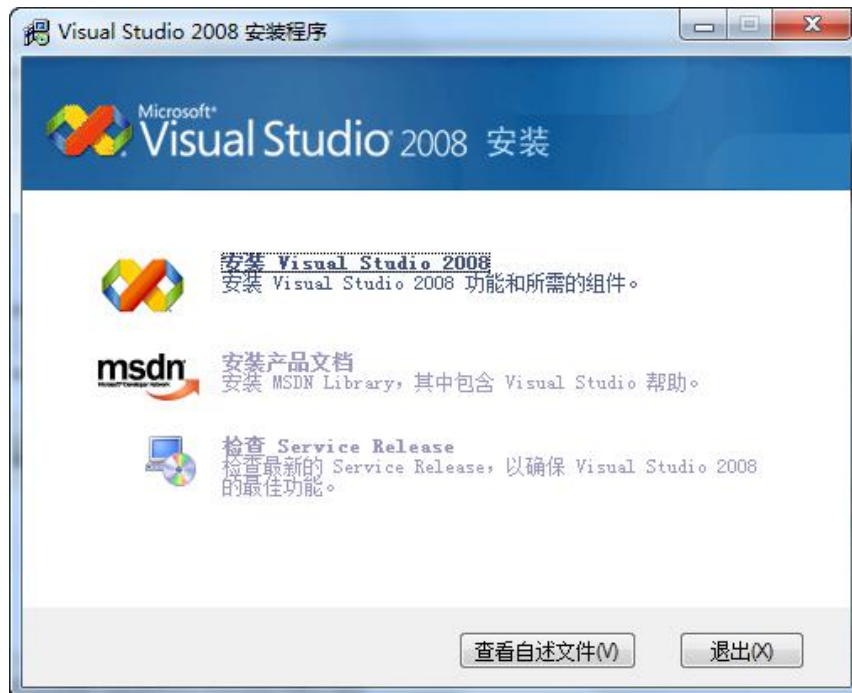 Visual Studio 2008 安装程序
Microsoft®
Visual Studio® 2008 安装
安装 Visual Studio 2008
安装 Visual Studio 2008 功能和所需的组件。
msdn
安装产品文档
安装 MSDN Library，其中包含 Visual Studio 帮助。
检查 Service Release
检查最新的 Service Release，以确保 Visual Studio 2008
的最佳功能。
查看自述文件(V)
退出(X)